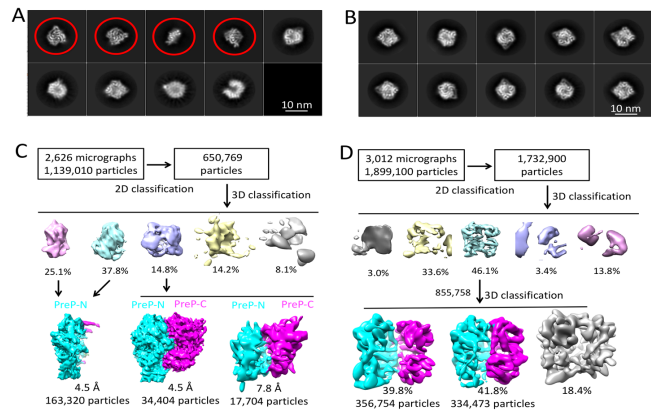 A
10 nm
B
10 nm
C
2,626 micrographs
1,139,010 particles
650,769
particles
2D classification
3D classification
25.1%
37.8%
14.8%
14.2%
8.1%
PreP-N
PreP-N
PreP-C
PreP-N
PreP-C
4.5 Å
163,320 particles
4.5 Å
34,404 particles
7.8 Å
17,704 particles
D
3,012 micrographs
1,899,100 particles
1,732,900
particles
2D classification
3D classification
3.0%
33.6%
46.1%
3.4%
13.8%
855,758
3D classification
39.8%
356,754 particles
41.8%
334,473 particles
18.4%